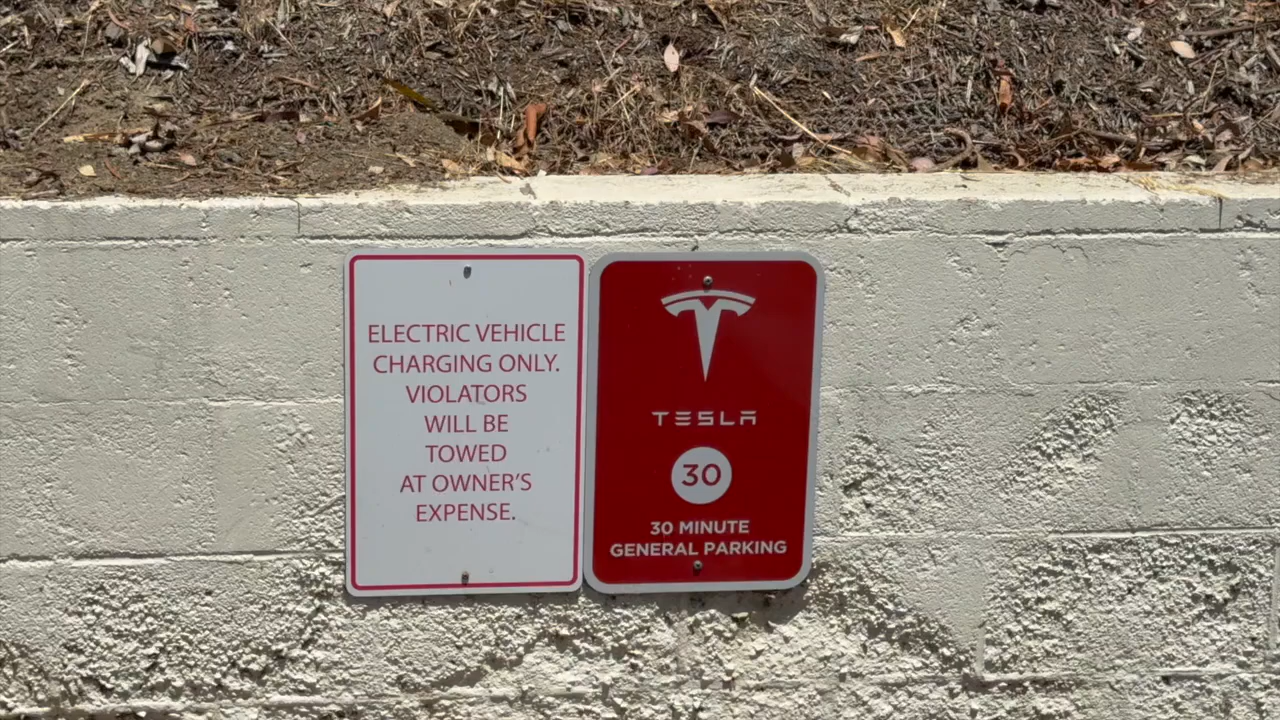 ELECTRIC VEHICLE
CHARGING ONLY.
VIOLATORS
WILL BE
TOWED
AT OWNER'S
EXPENSE.
TESLA
30
30 MINUTE
GENERAL PARKING